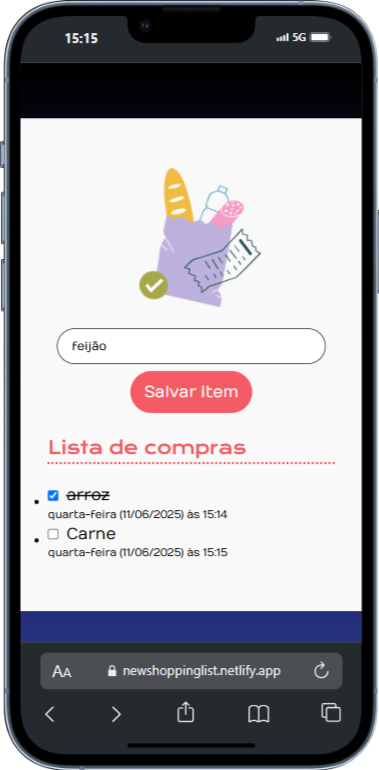 15:15
5G
feijão
Salvar Item
Lista de compras
arroz
quarta-feira (11/06/2025) às 15:14
Carne
quarta-feira (11/06/2025) às 15:15
AA
newshoppinglist.netlify.app